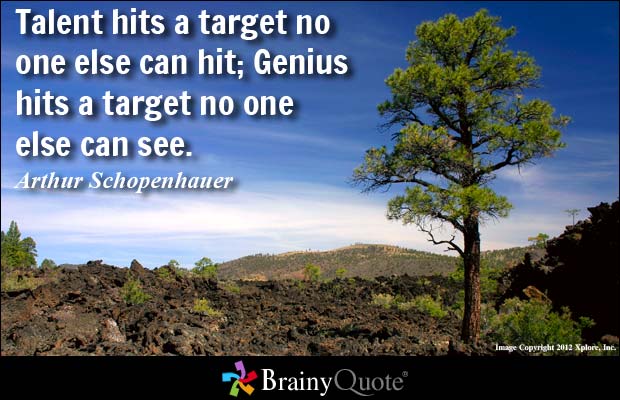 Talent hits a target no
one else can hit; Genius
hits a target no one
else can see.
Arthur Schopenhauer
Image Copyright 2012 Xplore, Inc.
BrainyQuote®